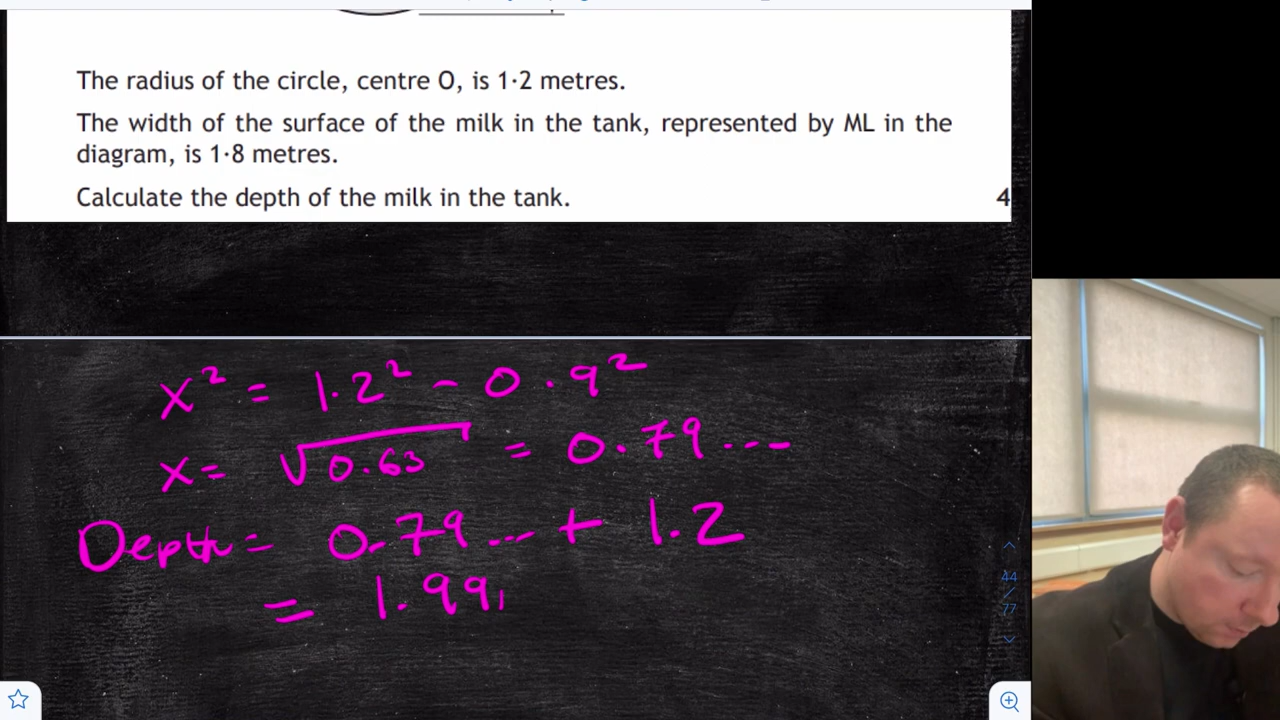 The radius of the circle, centre O, is 1·2 metres.
The width of the surface of the milk in the tank, represented by ML in the
diagram, is 1·8 metres.
Calculate the depth of the milk in the tank.
4
x² = 1.2² - 0.9²
x = √0.63 = 0.79...
Depth = 0.79... + 1.2
= 1.99
44
/
77